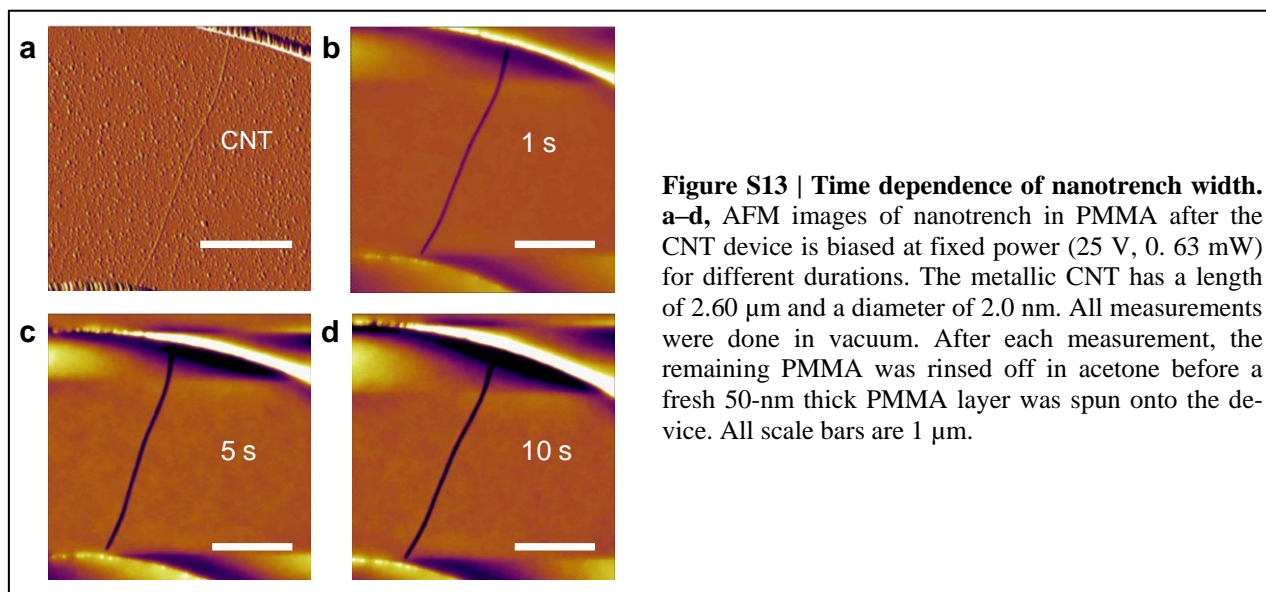 a
b
CNT
1 s
c
d
5 s
10 s
Figure S13 | Time dependence of nanotrench width.
a–d, AFM images of nanotrench in PMMA after the
CNT device is biased at fixed power (25 V, 0. 63 mW)
for different durations. The metallic CNT has a length
of 2.60 µm and a diameter of 2.0 nm. All measurements
were done in vacuum. After each measurement, the
remaining PMMA was rinsed off in acetone before a
fresh 50-nm thick PMMA layer was spun onto the de-
vice. All scale bars are 1 µm.